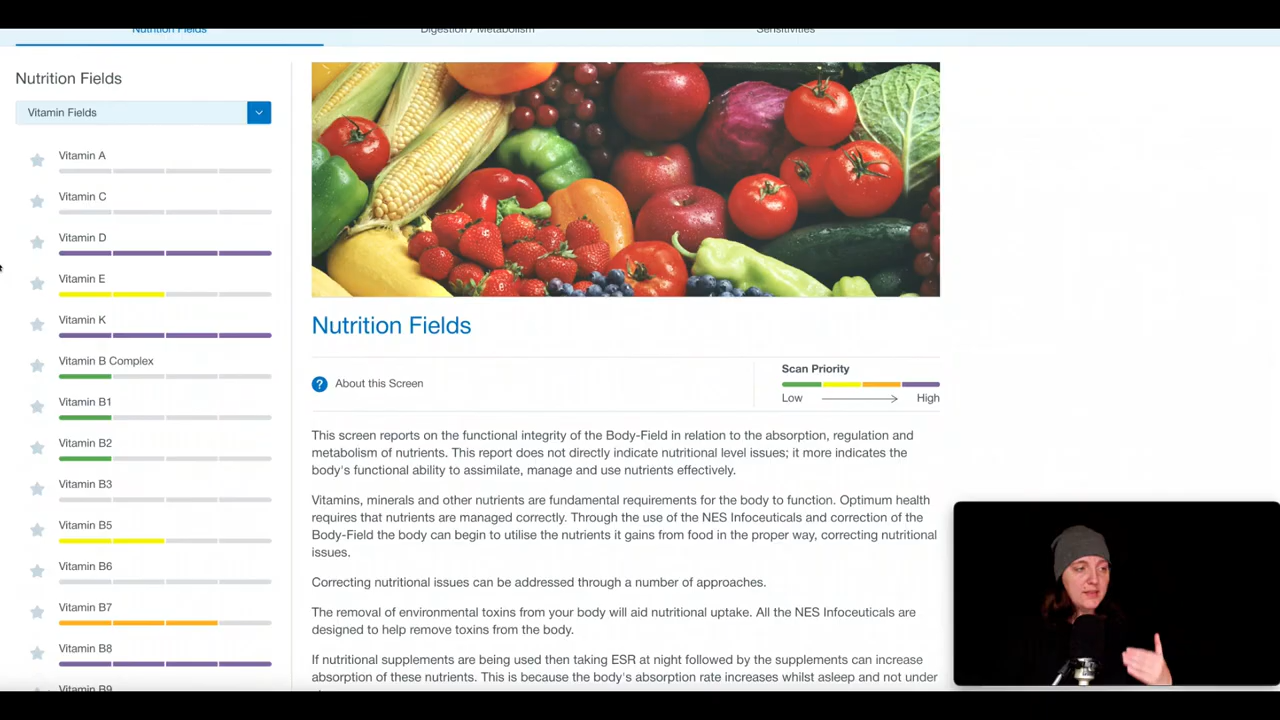 Nutrition Fields
Digestion / Metabolism
Sensitivities
Nutrition Fields
Vitamin Fields
Vitamin A
Vitamin C
Vitamin D
Vitamin E
Vitamin K
Vitamin B Complex
Vitamin B1
Vitamin B2
Vitamin B3
Vitamin B5
Vitamin B6
Vitamin B7
Vitamin B8
Vitamin B9
Nutrition Fields
? About this Screen
Scan Priority
Low
High
This screen reports on the functional integrity of the Body-Field in relation to the absorption, regulation and
metabolism of nutrients. This report does not directly indicate nutritional level issues; it more indicates the
body's functional ability to assimilate, manage and use nutrients effectively.
Vitamins, minerals and other nutrients are fundamental requirements for the body to function. Optimum health
requires that nutrients are managed correctly. Through the use of the NES Infoceuticals and correction of the
Body-Field the body can begin to utilise the nutrients it gains from food in the proper way, correcting nutritional
issues.
Correcting nutritional issues can be addressed through a number of approaches.
The removal of environmental toxins from your body will aid nutritional uptake. All the NES Infoceuticals are
designed to help remove toxins from the body.
If nutritional supplements are being used then taking ESR at night followed by the supplements can increase
absorption of these nutrients. This is because the body's absorption rate increases whilst asleep and not under